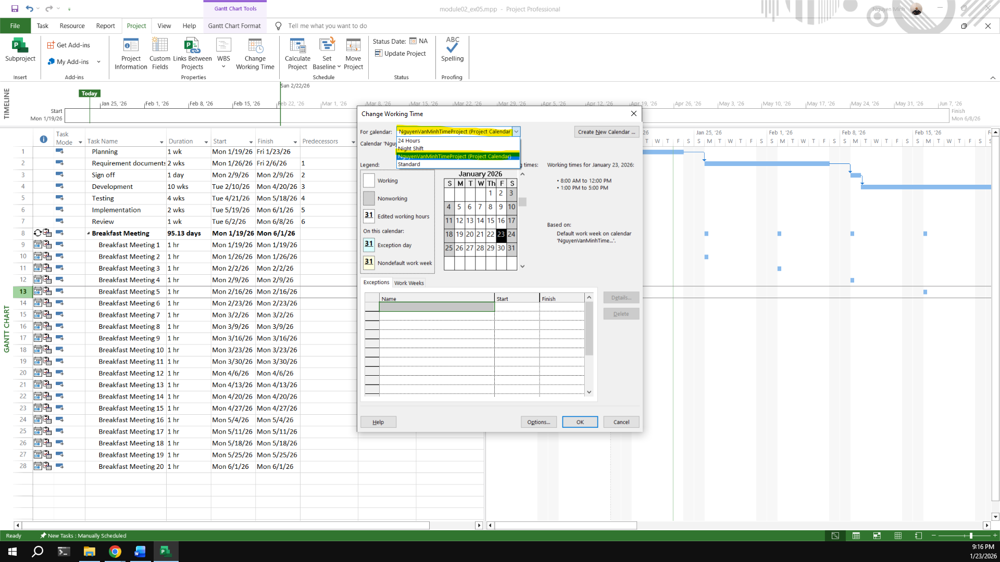 Gantt Chart Tools
module02_ex05.mpp - Project Professional
Nguyen Minh
File Task Resource Report Project View Help Gantt Chart Format Tell me what you want to do
Subproject
Insert
Get Add-ins
My Add-ins
Add-ins
Project Information
Custom Fields
Links Between Projects
WBS
Change Working Time
Properties
Calculate Project
Set Baseline
Move Project
Schedule
Status Date: NA
Update Project
Status
ABC
Spelling
Proofing
Sun 2/22/26
TIMELINE
Today
Jan 25, '26 Feb 1, '26 Feb 8, '26 Feb 15, '26 Feb 22, '26 Mar 1, '26 Mar 8, '26 Mar 15, '26 Mar 22, '26 Mar 29, '26 Apr 5, '26 Apr 12, '26 Apr 19, '26 Apr 26, '26 May 3, '26 May 10, '26 May 17, '26 May 24, '26 May 31, '26 Jun 7, '26
Start
Mon 1/19/26
Finish
Mon 6/8/26
GANTT CHART
Task Mode Task Name Duration Start Finish Predecessors
1 Planning 1 wk Mon 1/19/26 Fri 1/23/26
2 Requirement documents 2 wks Mon 1/26/26 Fri 2/6/26 1
3 Sign off 1 day Mon 2/9/26 Mon 2/9/26 2
4 Development 10 wks Tue 2/10/26 Mon 4/20/26 3
5 Testing 4 wks Tue 4/21/26 Mon 5/18/26 4
6 Implementation 2 wks Tue 5/19/26 Mon 6/1/26 5
7 Review 1 wk Tue 6/2/26 Mon 6/8/26 6
8 Breakfast Meeting 95.13 days Mon 1/19/26 Mon 6/1/26
9 Breakfast Meeting 1 1 hr Mon 1/19/26 Mon 1/19/26
10 Breakfast Meeting 2 1 hr Mon 1/26/26 Mon 1/26/26
11 Breakfast Meeting 3 1 hr Mon 2/2/26 Mon 2/2/26
12 Breakfast Meeting 4 1 hr Mon 2/9/26 Mon 2/9/26
13 Breakfast Meeting 5 1 hr Mon 2/16/26 Mon 2/16/26
14 Breakfast Meeting 6 1 hr Mon 2/23/26 Mon 2/23/26
15 Breakfast Meeting 7 1 hr Mon 3/2/26 Mon 3/2/26
16 Breakfast Meeting 8 1 hr Mon 3/9/26 Mon 3/9/26
17 Breakfast Meeting 9 1 hr Mon 3/16/26 Mon 3/16/26
18 Breakfast Meeting 10 1 hr Mon 3/23/26 Mon 3/23/26
19 Breakfast Meeting 11 1 hr Mon 3/30/26 Mon 3/30/26
20 Breakfast Meeting 12 1 hr Mon 4/6/26 Mon 4/6/26
21 Breakfast Meeting 13 1 hr Mon 4/13/26 Mon 4/13/26
22 Breakfast Meeting 14 1 hr Mon 4/20/26 Mon 4/20/26
23 Breakfast Meeting 15 1 hr Mon 4/27/26 Mon 4/27/26
24 Breakfast Meeting 16 1 hr Mon 5/4/26 Mon 5/4/26
25 Breakfast Meeting 17 1 hr Mon 5/11/26 Mon 5/11/26
26 Breakfast Meeting 18 1 hr Mon 5/18/26 Mon 5/18/26
27 Breakfast Meeting 19 1 hr Mon 5/25/26 Mon 5/25/26
28 Breakfast Meeting 20 1 hr Mon 6/1/26 Mon 6/1/26
Change Working Time
For calendar: NguyenVanMinhTimeProject (Project Calendar
Create New Calendar ...
Calendar 'Nguy
24 Hours
Night Shift
NguyenVanMinhTimeProject (Project Calendar)
Standard
Legend:
g times:
Working
Nonworking
31 Edited working hours
On this calendar:
31 Exception day
31 Nondefault work week
January 2026
S M T W Th F S
1 2 3
4 5 6 7 8 9 10
11 12 13 14 15 16 17
18 19 20 21 22 23 24
25 26 27 28 29 30 31
Working times for January 23, 2026:
• 8:00 AM to 12:00 PM
• 1:00 PM to 5:00 PM
Based on:
Default work week on calendar
'NguyenVanMinhTime...'.
Exceptions Work Weeks
Name Start Finish
Details...
Delete
Help Options... OK Cancel
26 Jan 25, '26 Feb 1, '26 Feb 8, '26 Feb 15, '26 F
T W T F S S M T W T F S S M T W T F S S M T W T F S S M T W T F S S
Ready New Tasks : Manually Scheduled
9:16 PM
1/23/2026